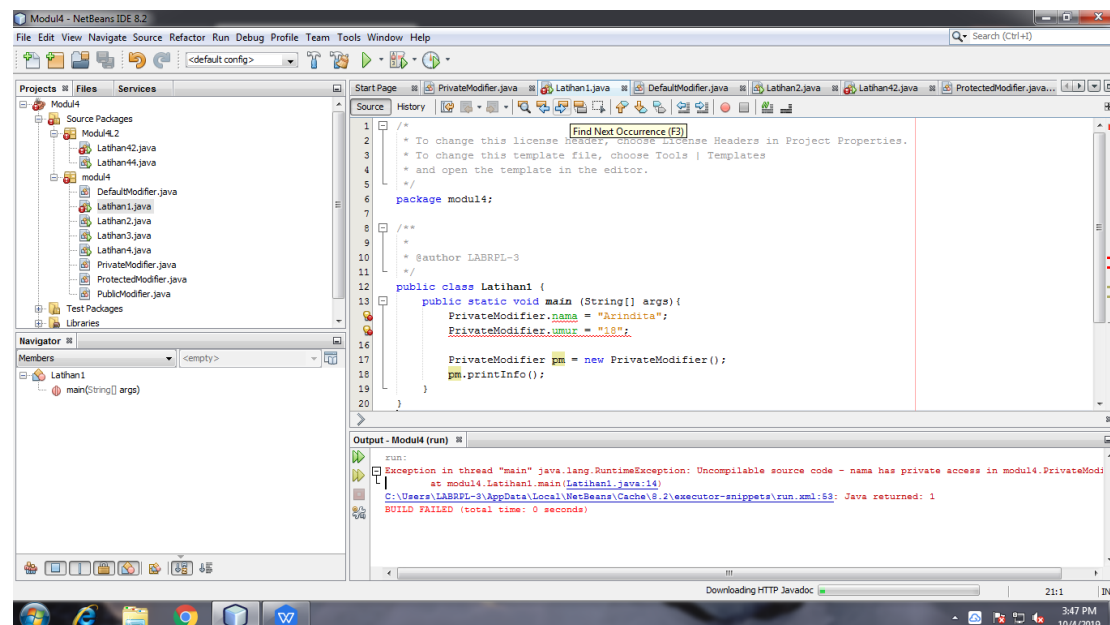 Modul4 - NetBeans IDE 8.2
File Edit View Navigate Source Refactor Run Debug Profile Team Tools Window Help
Search (Ctrl+I)
<default config>
Projects Files Services
Start Page PrivateModifier.java Latihan1.java DefaultModifier.java Latihan2.java Latihan42.java ProtectedModifier.java...
Modul4
Source Packages
Modul4L2
Latihan42.java
Latihan44.java
modul4
DefaultModifier.java
Latihan1.java
Latihan2.java
Latihan3.java
Latihan4.java
PrivateModifier.java
ProtectedModifier.java
PublicModifier.java
Test Packages
Libraries
Navigator
Members <empty>
Latihan1
main(String[] args)
Source History
Find Next Occurrence (F3)
1 /*
2 * To change this license header, choose License Headers in Project Properties.
3 * To change this template file, choose Tools | Templates
4 * and open the template in the editor.
5 */
6 package modul4;
7
8 /**
9 *
10 * @author LABRPL-3
11 */
12 public class Latihan1 {
13 public static void main (String[] args){
PrivateModifier.nama = "Arindita";
PrivateModifier.umur = "18";
16
17 PrivateModifier pm = new PrivateModifier();
18 pm.printInfo();
19 }
20 }
Output - Modul4 (run)
run:
Exception in thread "main" java.lang.RuntimeException: Uncompilable source code - nama has private access in modul4.PrivateModi
at modul4.Latihan1.main(Latihan1.java:14)
C:\Users\LABRPL-3\AppData\Local\NetBeans\Cache\8.2\executor-snippets\run.xml:53: Java returned: 1
BUILD FAILED (total time: 0 seconds)
Downloading HTTP Javadoc
21:1
IN
3:47 PM
10/4/2019